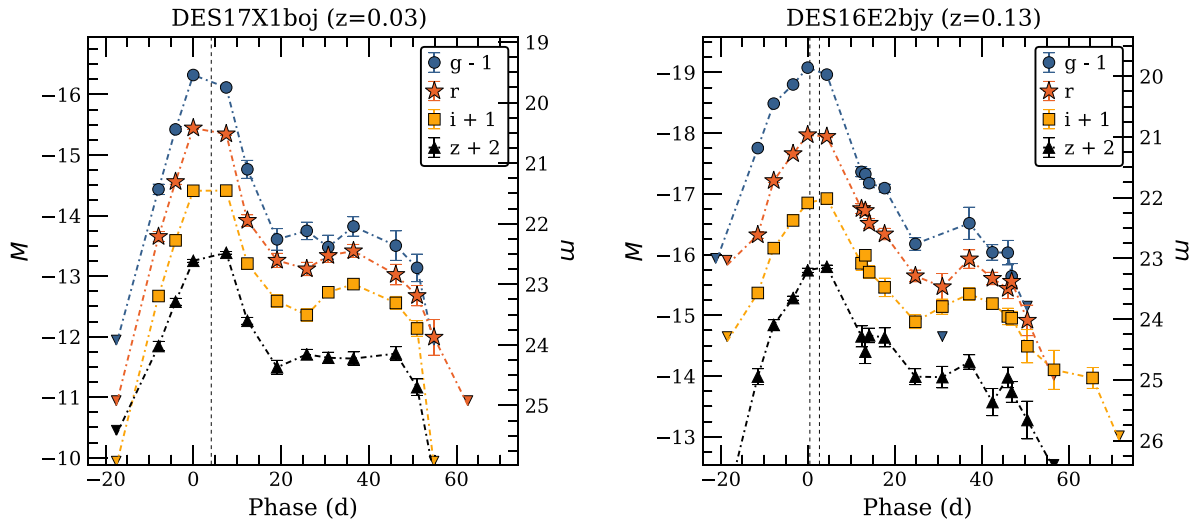 DES17X1boj (z=0.03)
g - 1
r
i + 1
z + 2
M
-16
-15
-14
-13
-12
-11
-10
19
20
21
22
23
24
25
m
−20
0
20
40
60
Phase (d)
DES16E2bjy (z=0.13)
g - 1
r
i + 1
z + 2
M
-19
-18
-17
-16
-15
-14
-13
20
21
22
23
24
25
26
m
−20
0
20
40
60
Phase (d)